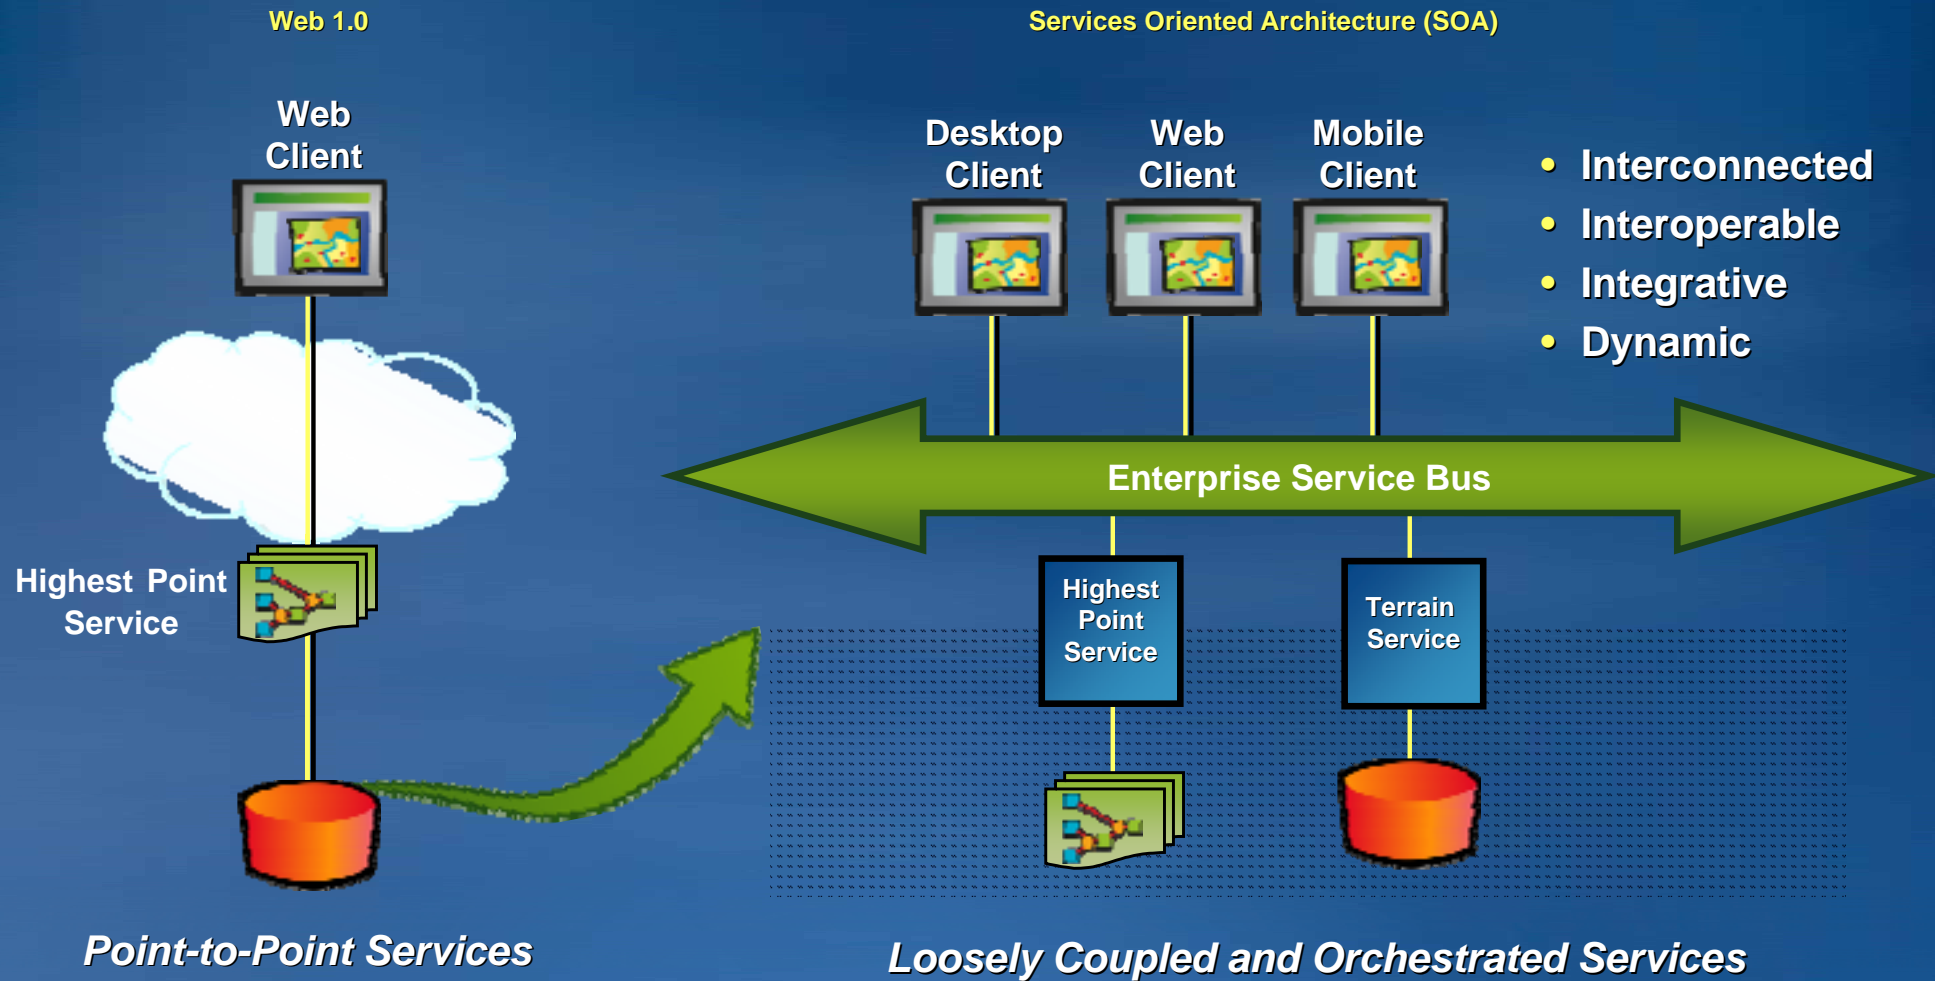 Web 1.0
Web
Client
Highest Point
Service
Point-to-Point Services
Services Oriented Architecture (SOA)
Desktop
Client
Web
Client
Mobile
Client
• Interconnected
• Interoperable
• Integrative
• Dynamic
Enterprise Service Bus
Highest
Point
Service
Terrain
Service
Loosely Coupled and Orchestrated Services